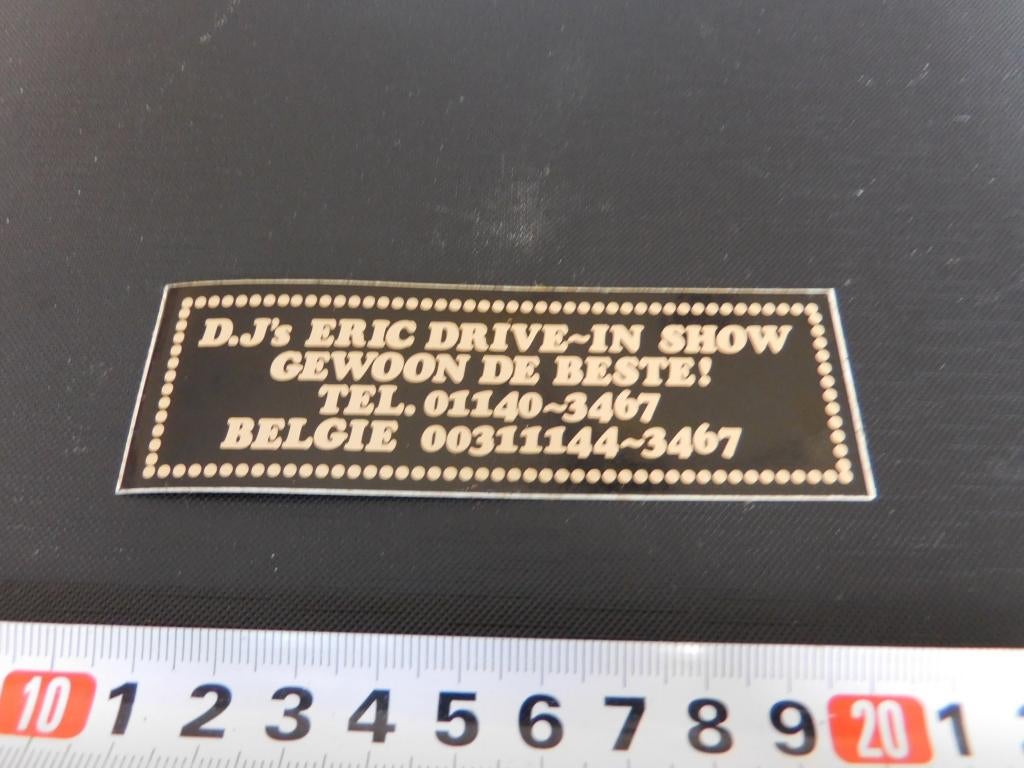 D.J's ERIC DRIVE~IN SHOW
GEWOON DE BESTE!
TEL. 01140~3467
BELGIE 00311144~3467
10 1 2 3 4 5 6 7 8 9 20 1